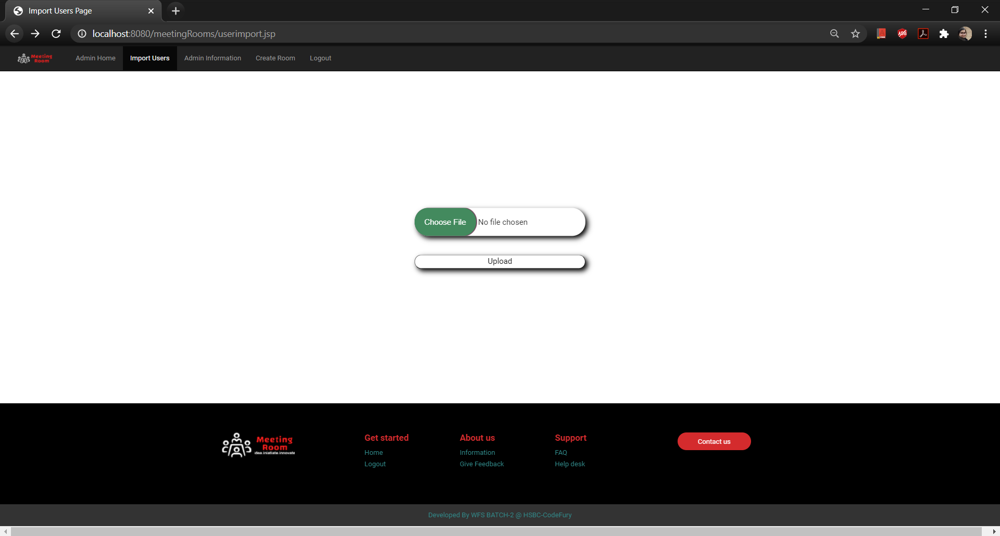 Import Users Page
localhost:8080/meetingRooms/userimport.jsp
Meeting
Room
Admin Home
Import Users
Admin Information
Create Room
Logout
Choose File
No file chosen
Upload
Meeting
Room
idea.iniatiate.innovate
Get started
Home
Logout
About us
Information
Give Feedback
Support
FAQ
Help desk
Contact us
Developed By WFS BATCH-2 @ HSBC-CodeFury